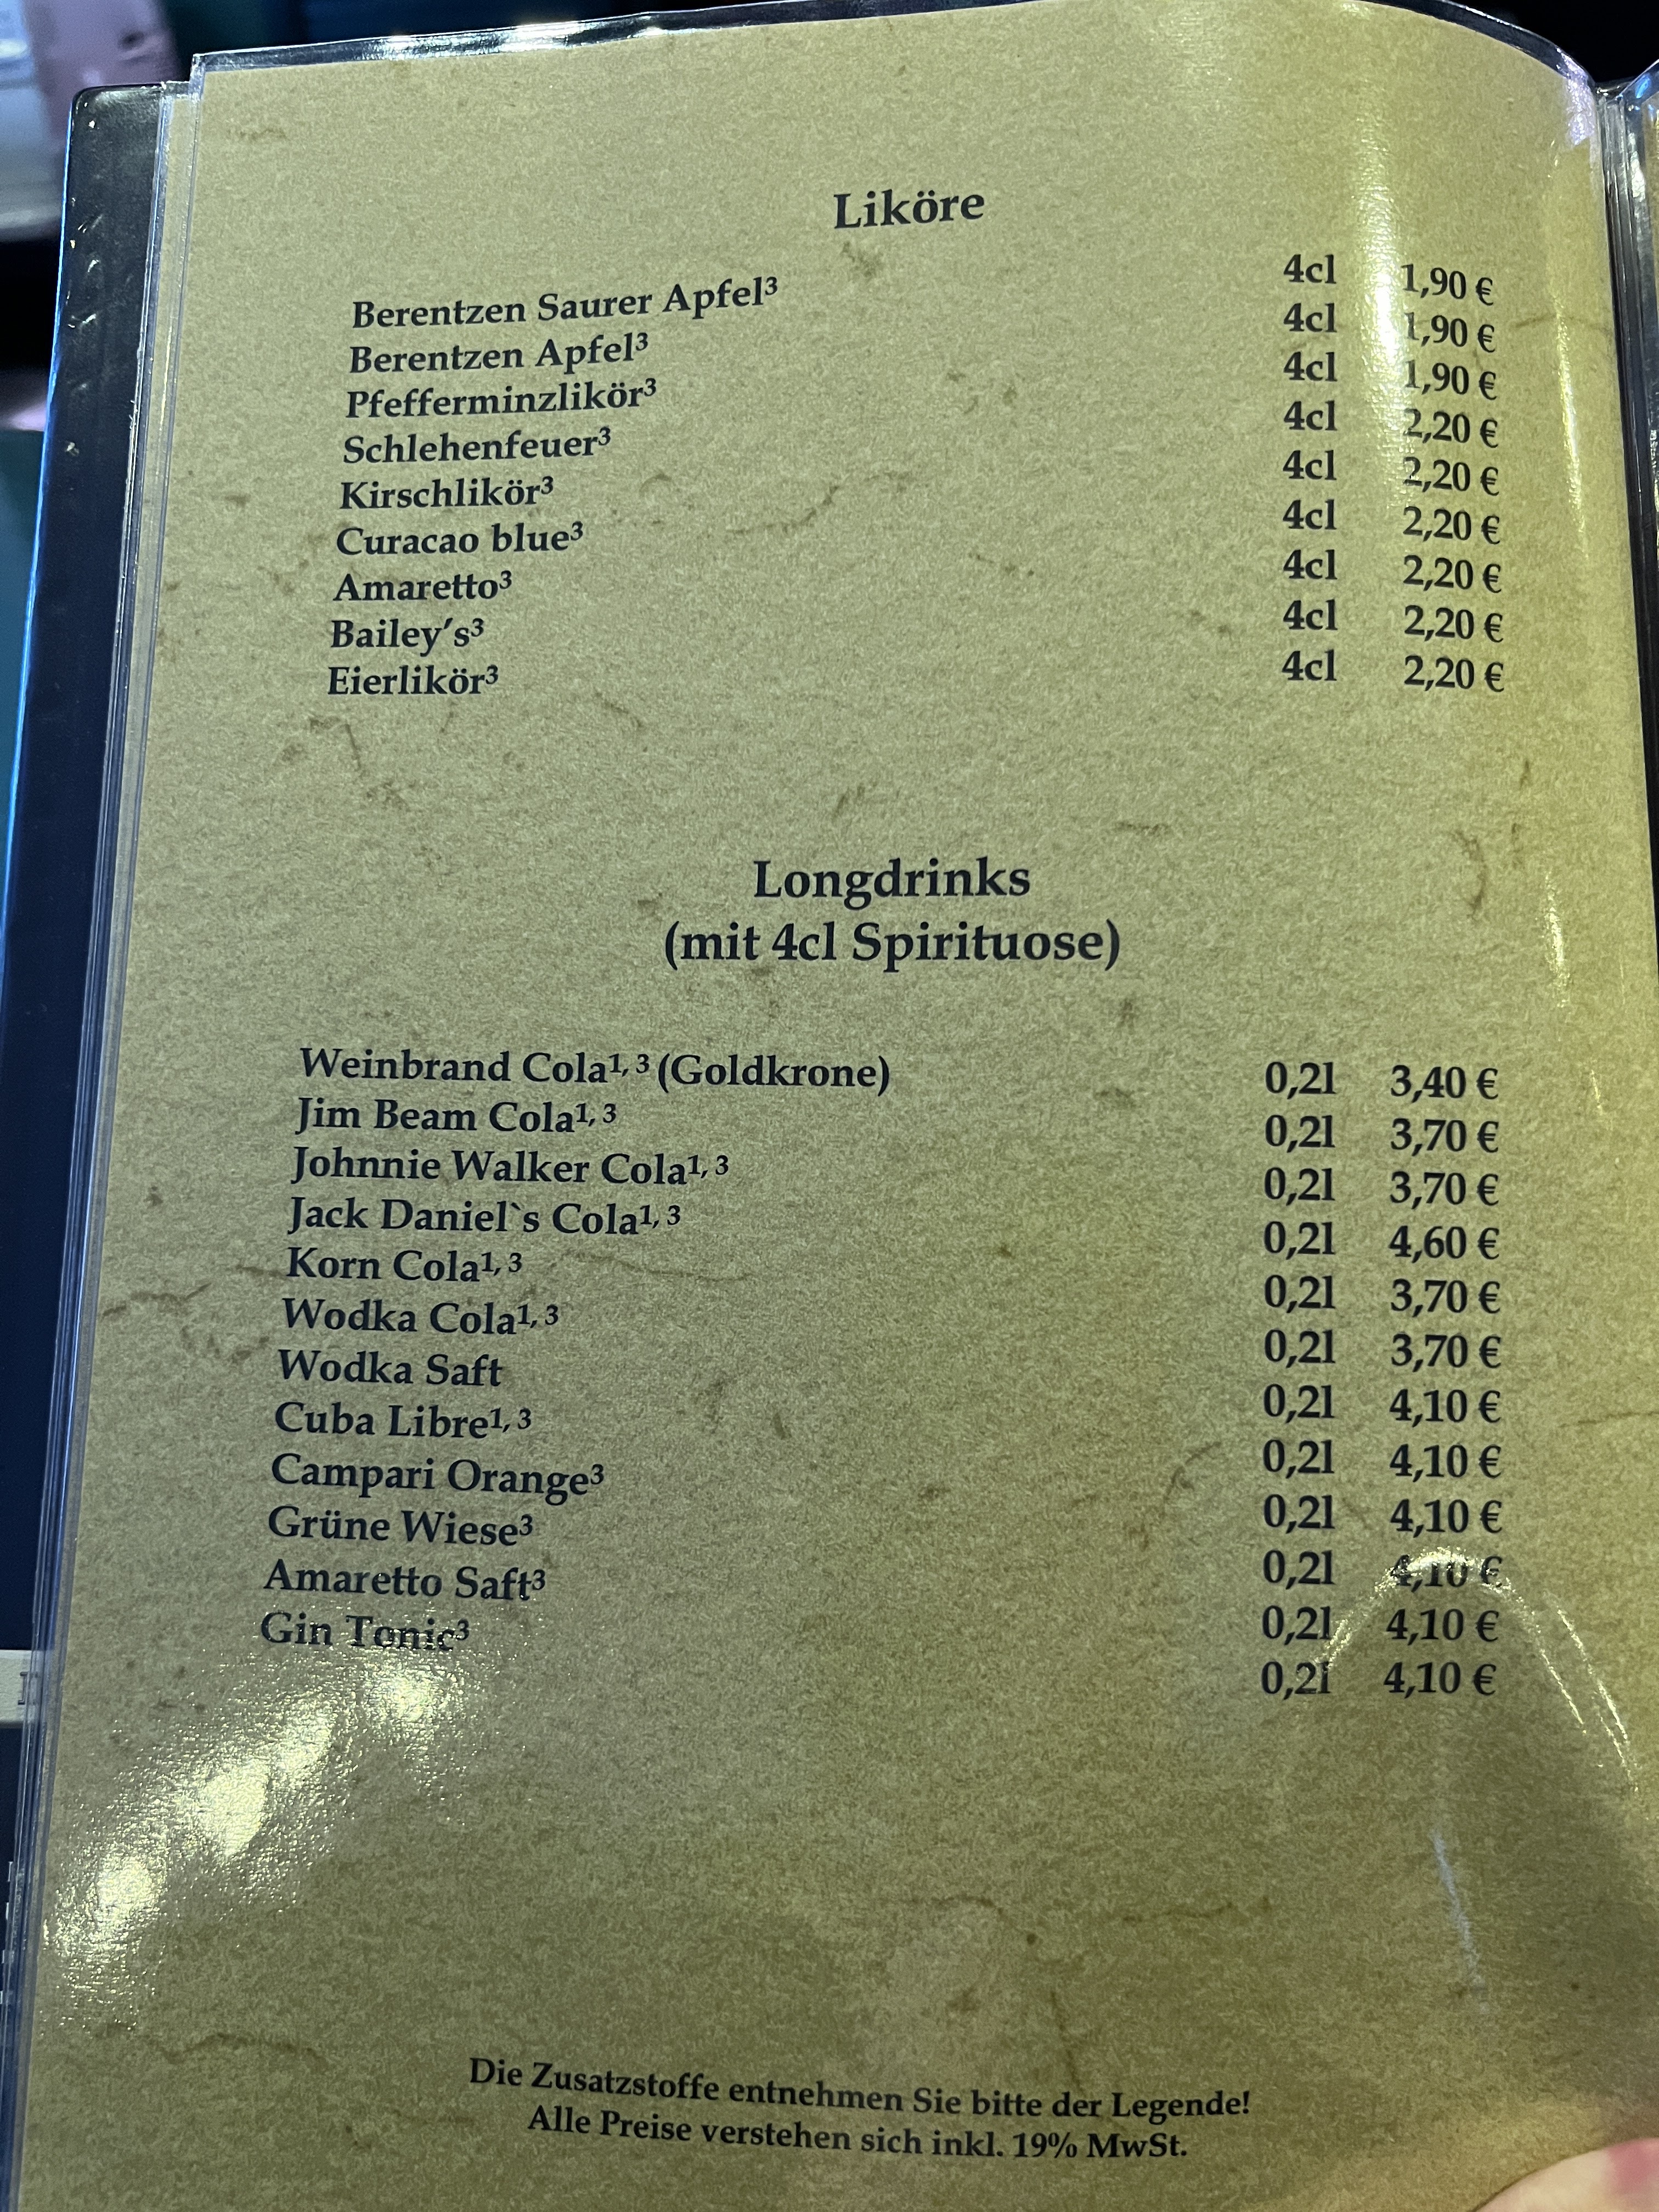 Liköre
Berentzen Saurer Apfel³ 4cl 1,90 €
Berentzen Apfel³ 4cl 1,90 €
Pfefferminzlikör³ 4cl 1,90 €
Schlehenfeuer³ 4cl 2,20 €
Kirschlikör³ 4cl 2,20 €
Curacao blue³ 4cl 2,20 €
Amaretto³ 4cl 2,20 €
Bailey’s³ 4cl 2,20 €
Eierlikör³ 4cl 2,20 €
Longdrinks
(mit 4cl Spirituose)
Weinbrand Cola¹, ³ (Goldkrone) 0,2l 3,40 €
Jim Beam Cola¹, ³ 0,2l 3,70 €
Johnnie Walker Cola¹, ³ 0,2l 3,70 €
Jack Daniel`s Cola¹, ³ 0,2l 4,60 €
Korn Cola¹, ³ 0,2l 3,70 €
Wodka Cola¹, ³ 0,2l 3,70 €
Wodka Saft 0,2l 4,10 €
Cuba Libre¹, ³ 0,2l 4,10 €
Campari Orange³ 0,2l 4,10 €
Grüne Wiese³ 0,2l 4,10 €
Amaretto Saft³ 0,2l 4,10 €
Gin Tonic³ 0,2l 4,10 €
Die Zusatzstoffe entnehmen Sie bitte der Legende!
Alle Preise verstehen sich inkl. 19% MwSt.